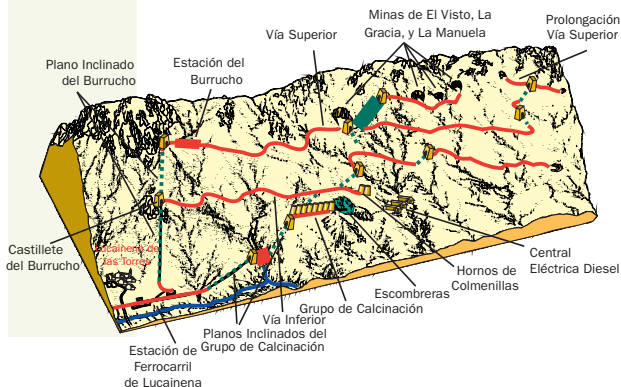 Minas de El Visto, La
Gracia, y La Manuela
Prolongación
Vía Superior
Vía Superior
Estación del
Burrucho
Plano Inclinado
del Burrucho
Castillete
del Burrucho
Lucainena de
las Torres
Central
Eléctrica Diesel
Hornos de
Colmenillas
Escombreras
Grupo de Calcinación
Vía Inferior
Planos Inclinados del
Grupo de Calcinación
Estación de
Ferrocarril
de Lucainena